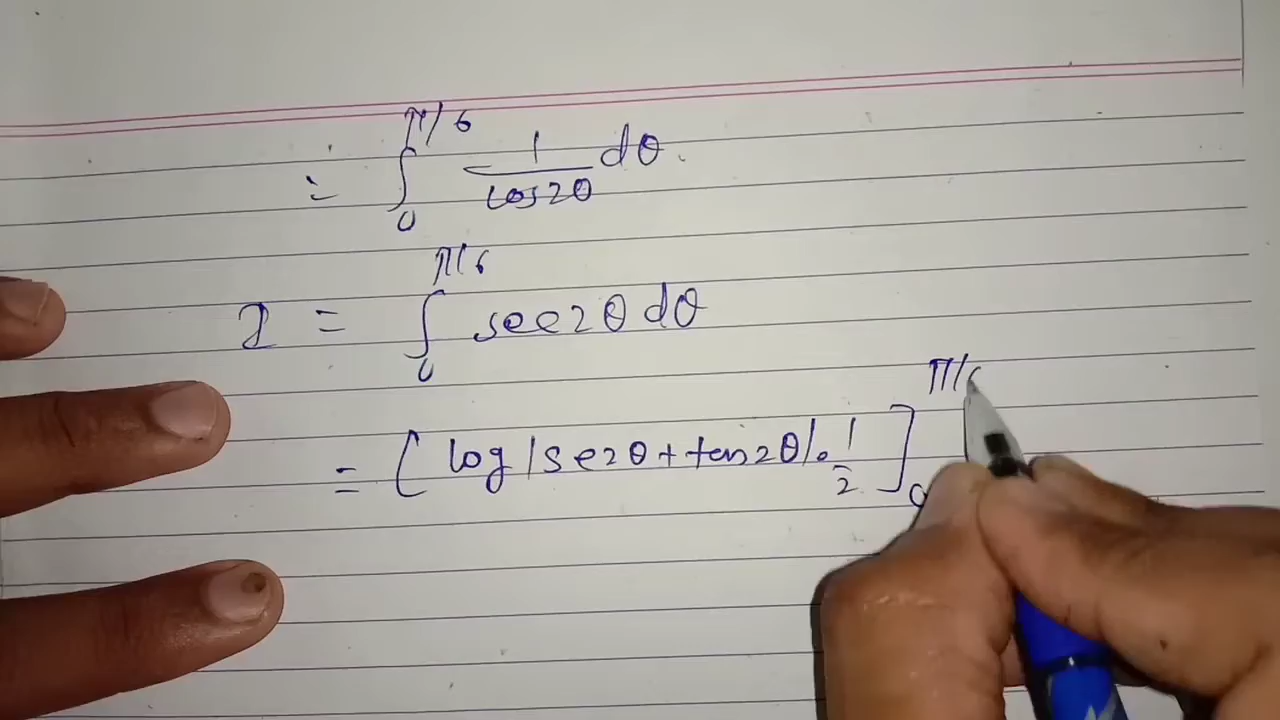 = ∫₀^π/6 1/cos2θ dθ.
I = ∫₀^π/6 sec2θ dθ
= [log|sec2θ + tan2θ|. 1/2]₀^π/6